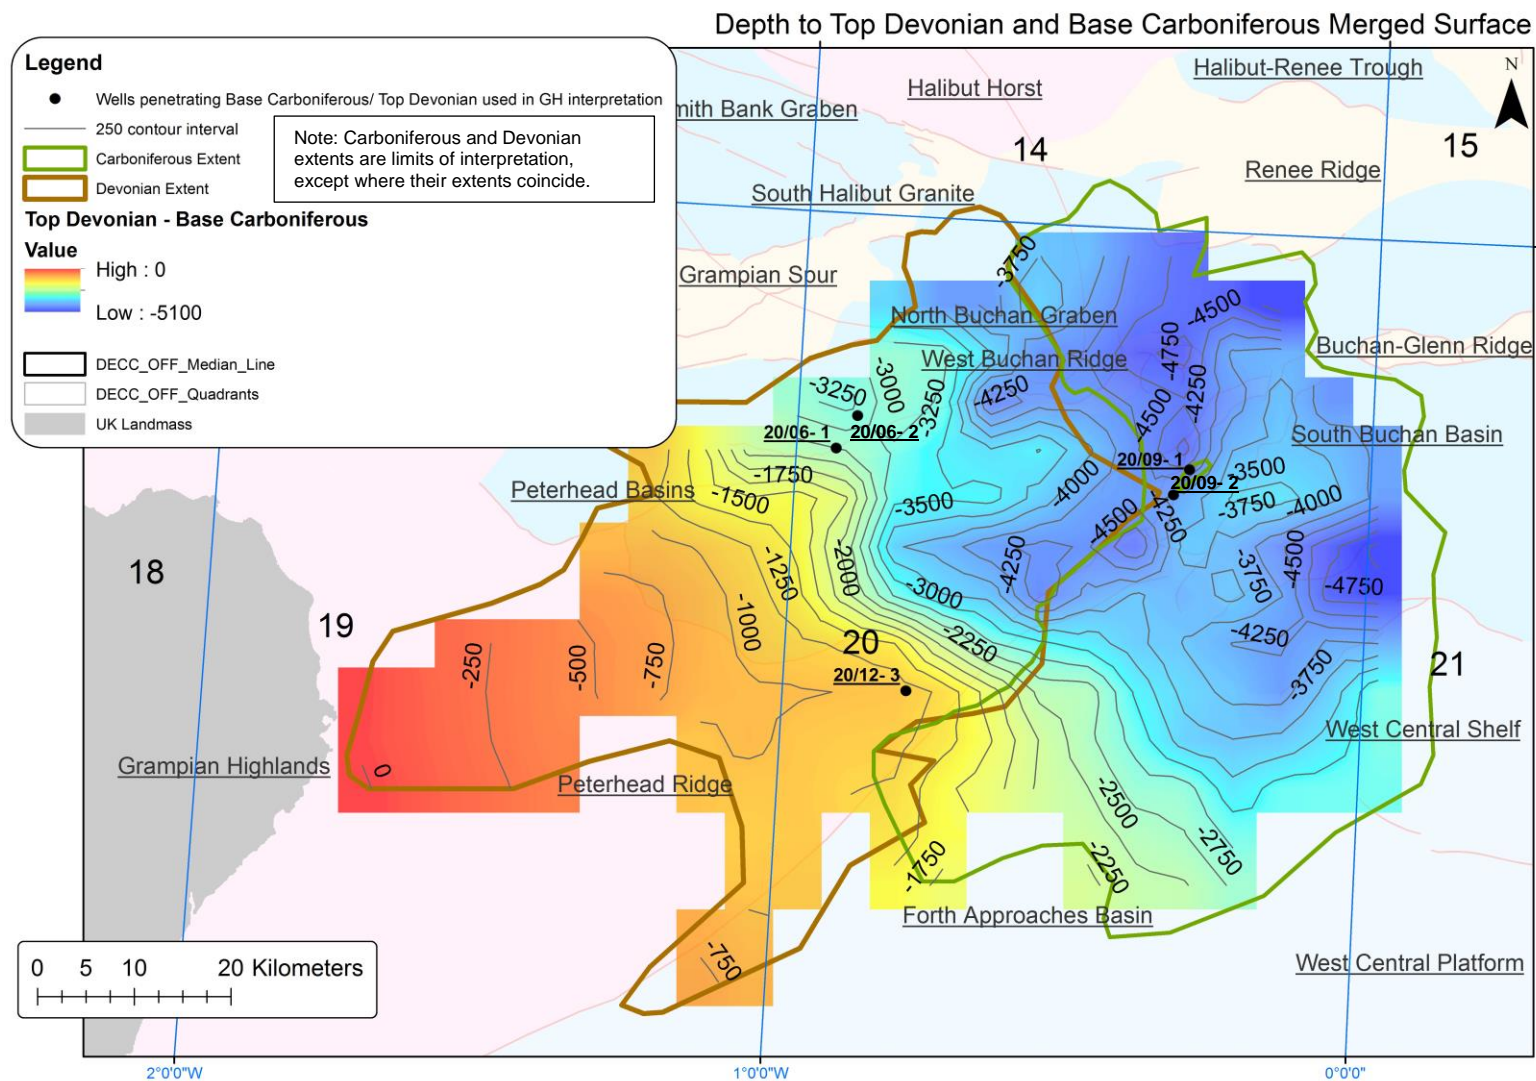 Depth to Top Devonian and Base Carboniferous Merged Surface
Legend
Wells penetrating Base Carboniferous/ Top Devonian used in GH interpretation
250 contour interval
Carboniferous Extent
Devonian Extent
Note: Carboniferous and Devonian
extents are limits of interpretation,
except where their extents coincide.
Top Devonian - Base Carboniferous
Value
High : 0
Low : -5100
DECC_OFF_Median_Line
DECC_OFF_Quadrants
UK Landmass
N
Halibut-Renee Trough
Halibut Horst
mith Bank Graben
14
15
Renee Ridge
South Halibut Granite
Grampian Spur
-3750
North Buchan Graben
-4500
West Buchan Ridge
-4750
Buchan-Glenn Ridge
-3250
-3000
-3250
-4250
-4250
-4500
20/06- 1
20/06- 2
South Buchan Basin
20/09- 1
20/09- 2
-3500
-1750
-4000
Peterhead Basins
-1500
-3500
-3750
-4000
-4250
-4500
18
-1250
-2000
-4250
-3750
-4500
-4750
-3000
19
-1000
20
-2250
-4250
-250
-500
-750
20/12- 3
-3750
21
West Central Shelf
Grampian Highlands
0
Peterhead Ridge
-2500
-2750
-1750
-2250
Forth Approaches Basin
-750
West Central Platform
0 5 10 20 Kilometers
2°0'0"W
1°0'0"W
0°0'0"